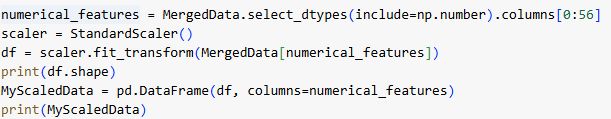 numerical_features = MergedData.select_dtypes(include=np.number).columns[0:56]
scaler = StandardScaler()
df = scaler.fit_transform(MergedData[numerical_features])
print(df.shape)
MyScaledData = pd.DataFrame(df, columns=numerical_features)
print(MyScaledData)